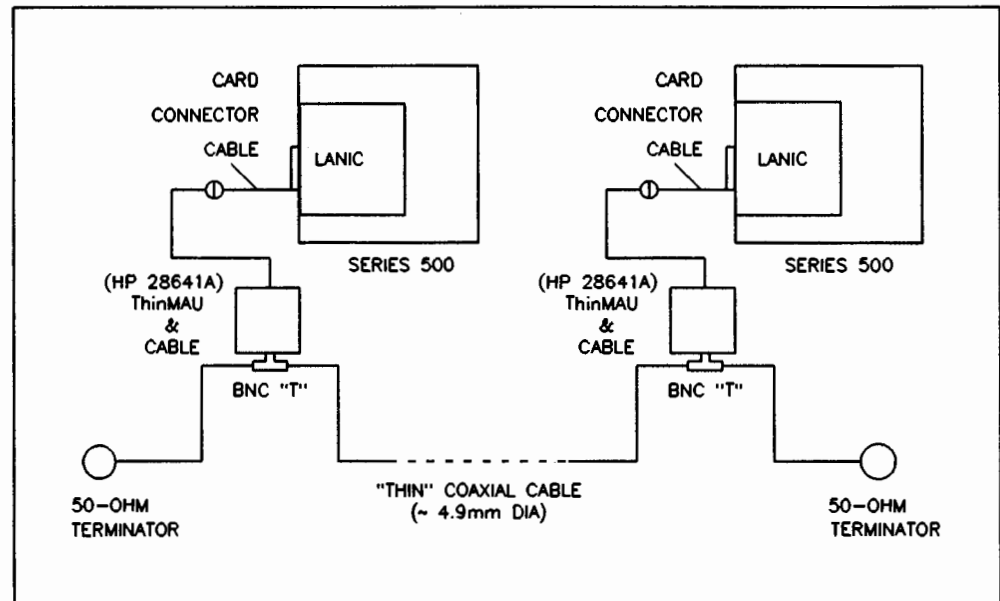 CARD
CONNECTOR
CABLE
LANIC
SERIES 500
(HP 28641A)
ThinMAU
&
CABLE
BNC "T"
50-OHM
TERMINATOR
"THIN" COAXIAL CABLE
(~ 4.9mm DIA)
CARD
CONNECTOR
CABLE
LANIC
SERIES 500
(HP 28641A)
ThinMAU
&
CABLE
BNC "T"
50-OHM
TERMINATOR